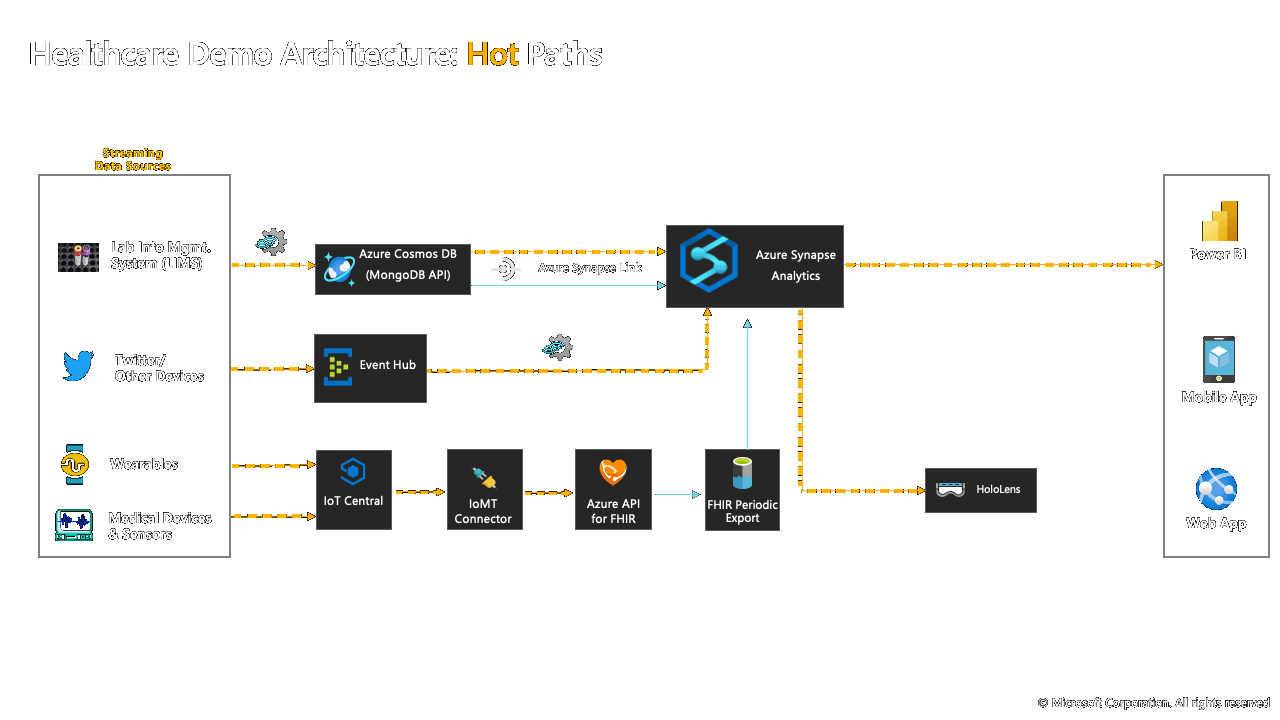 Healthcare Demo Architecture: Hot Paths
Streaming
Data Sources
Lab Info Mgmt.
System (LIMS)
Azure Cosmos DB
(MongoDB API)
Azure Synapse Link
Azure Synapse
Analytics
Power BI
Twitter/
Other Devices
Event Hub
Mobile App
Wearables
Medical Devices
& Sensors
IoT Central
IoMT
Connector
Azure API
for FHIR
FHIR Periodic
Export
HoloLens
Web App
© Microsoft Corporation. All rights reserved